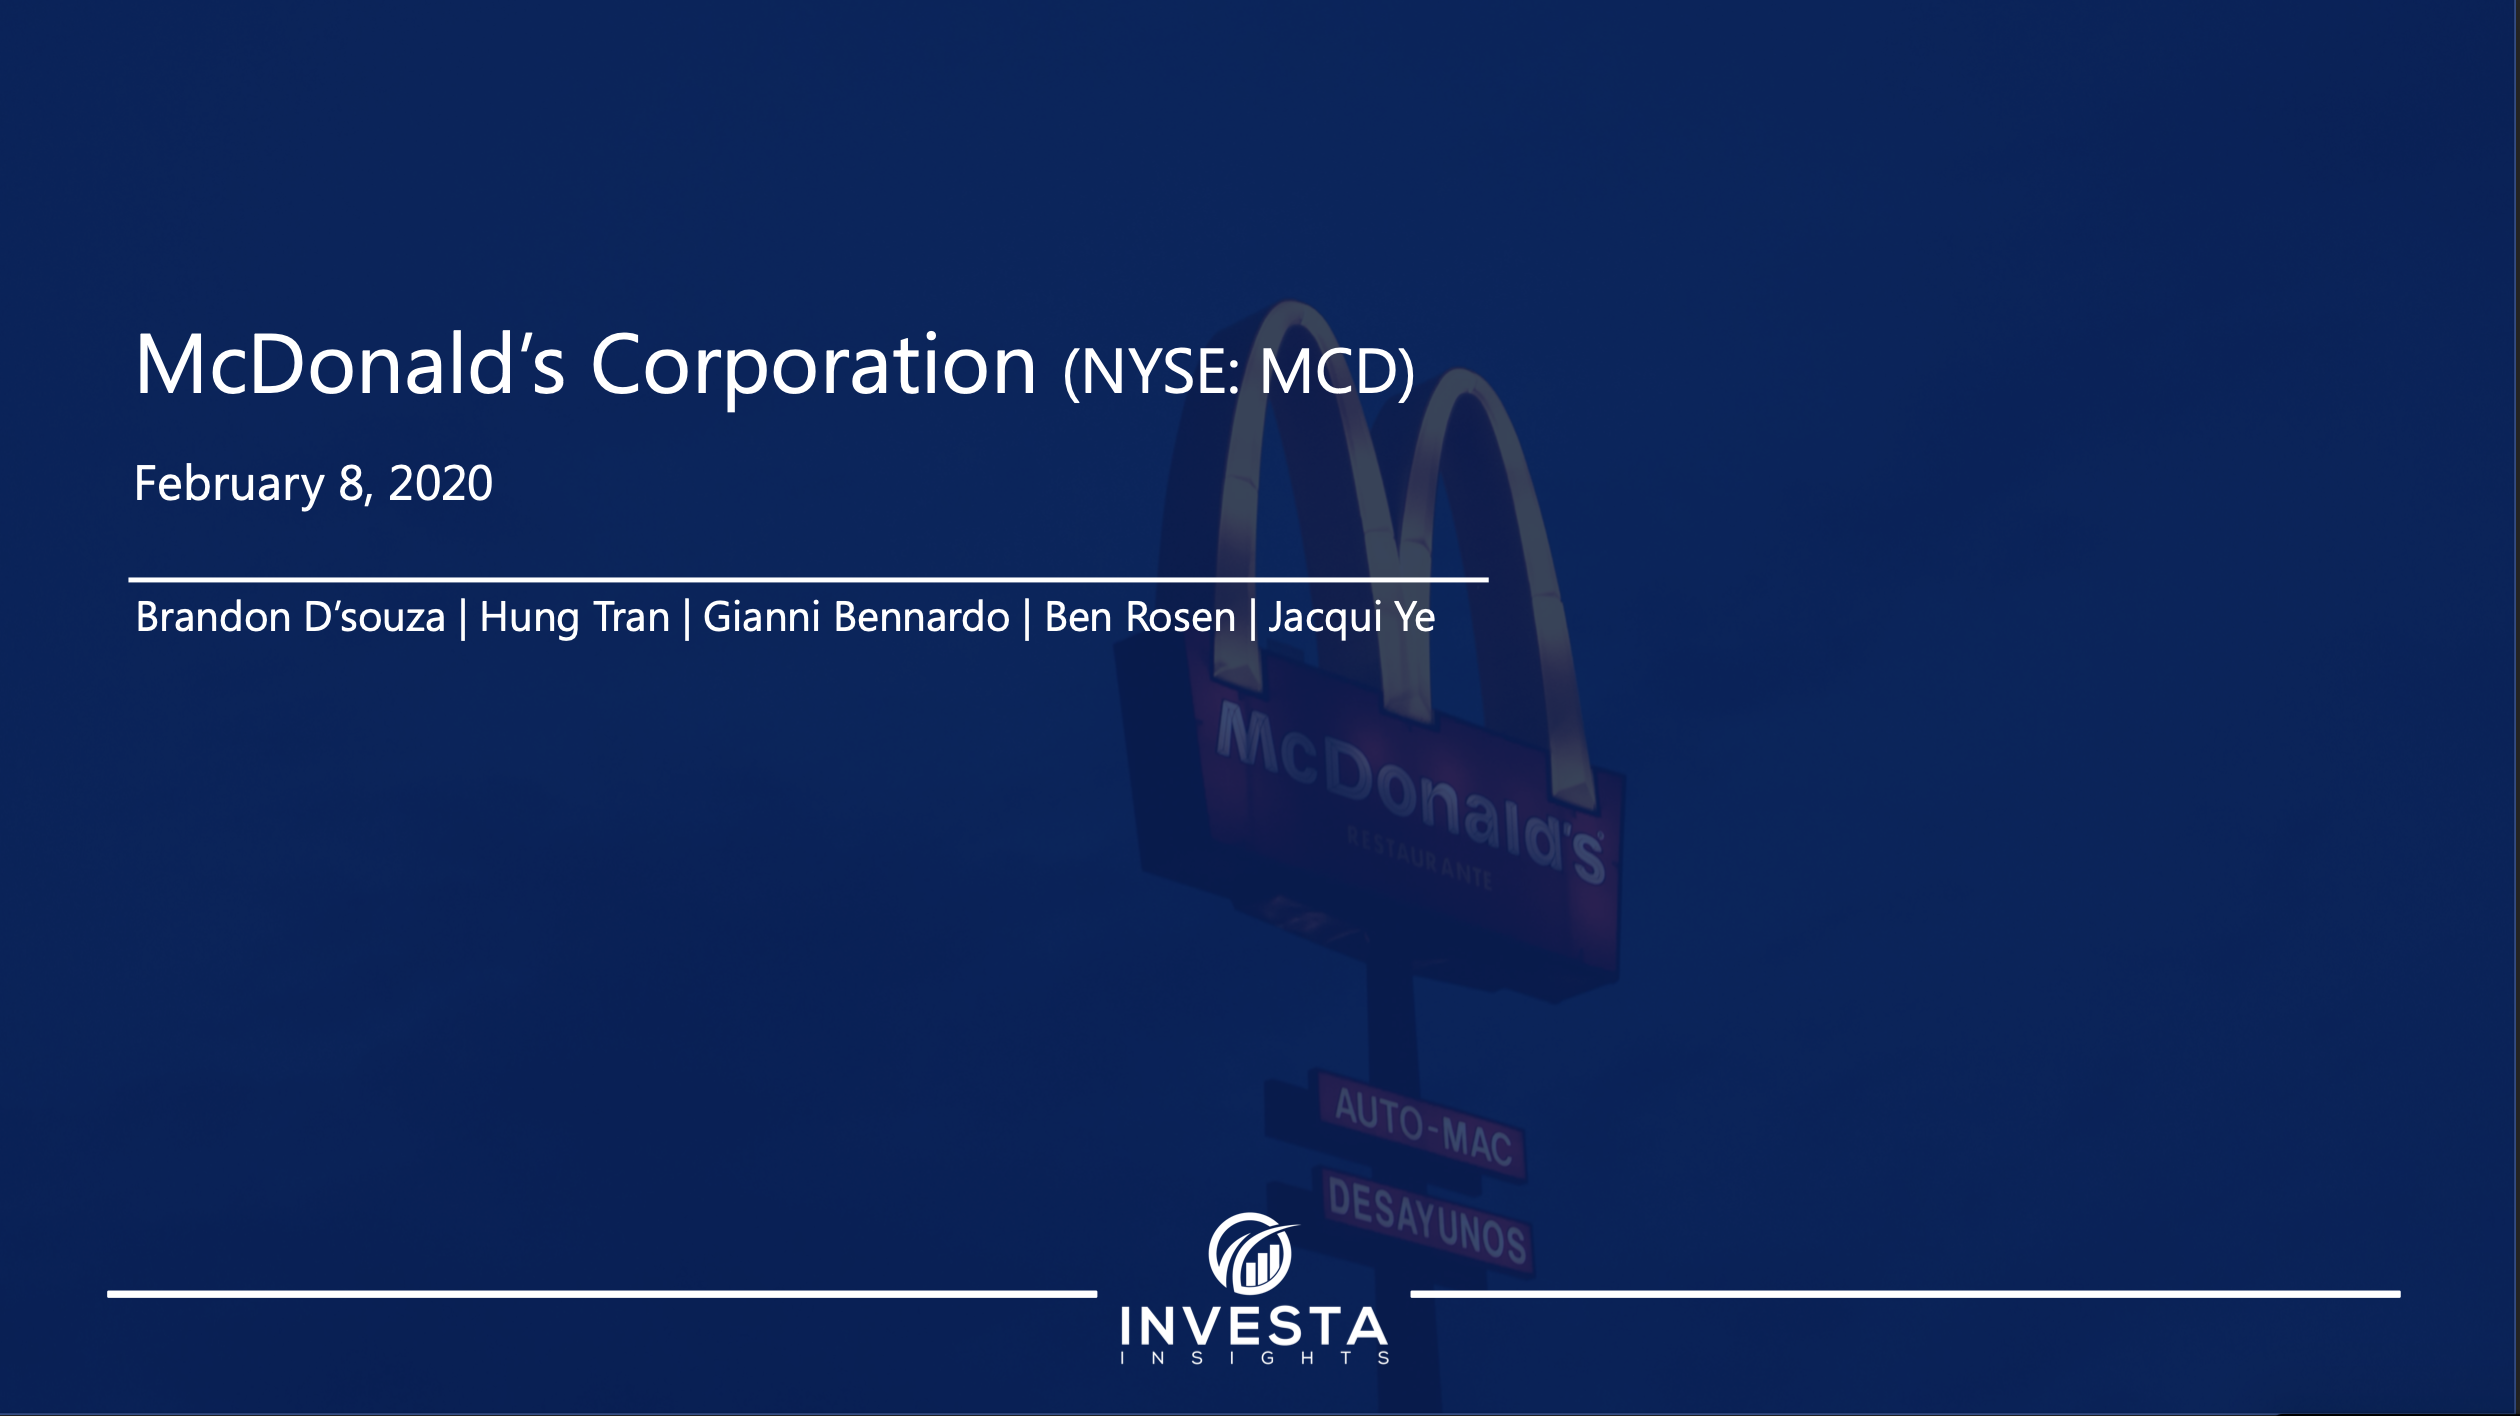 McDonald’s Corporation (NYSE: MCD)
February 8, 2020
Brandon D’souza | Hung Tran | Gianni Bennardo | Ben Rosen | Jacqui Ye
McDonald's
RESTAURANTE
AUTO-MAC
DESAYUNOS
INVESTA
INSIGHTS